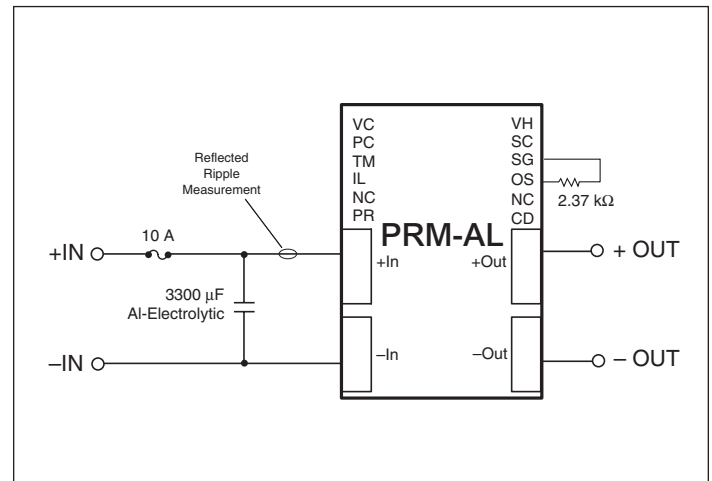 Reflected
Ripple
Measurement
10 A
+IN
3300 μF
Al-Electrolytic
–IN
VC
PC
TM
IL
NC
PR
VH
SC
SG
OS
NC
CD
2.37 kΩ
PRM-AL
+In
+Out
–In
–Out
+ OUT
– OUT